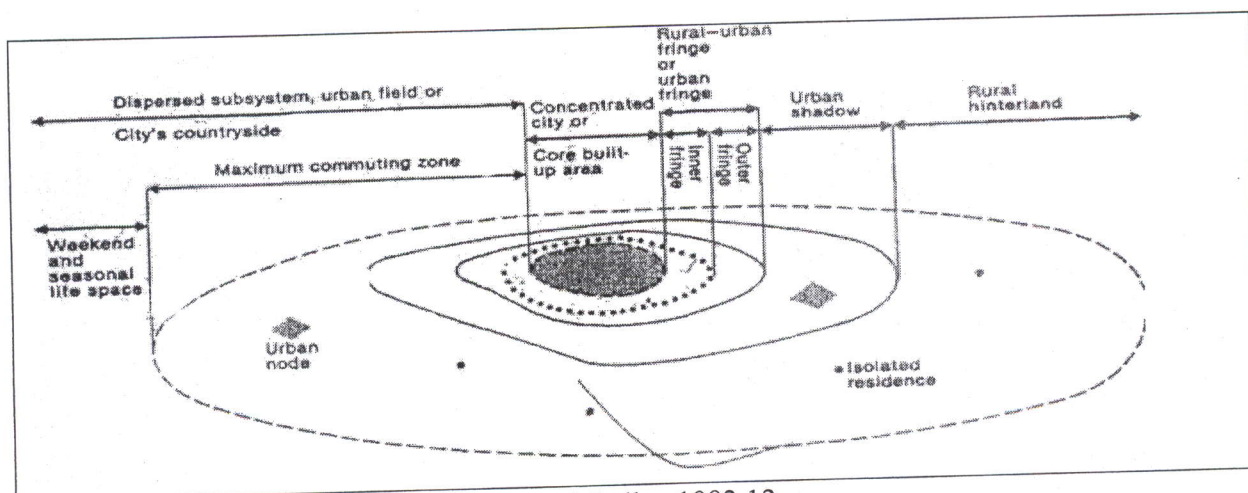 Rural-urban
fringe
or
urban
fringe
Dispersed subsystem, urban field or
City's countryside
Concentrated
city or
Core built-
up area
Urban
shadow
Rural
hinterland
Inner
fringe
Outer
fringe
Maximum commuting zone
Weekend
and
seasonal
life space
Urban
node
Isolated
residence